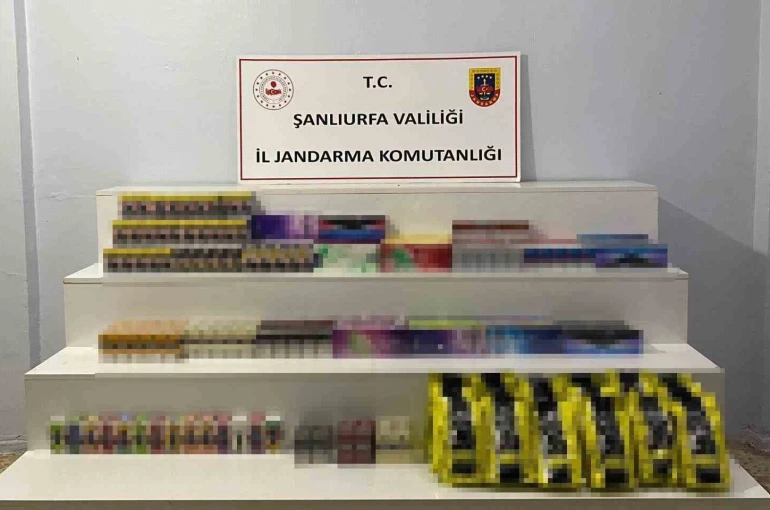 T.C.
ŞANLIURFA VALİLİĞİ
İL JANDARMA KOMUTANLIĞI